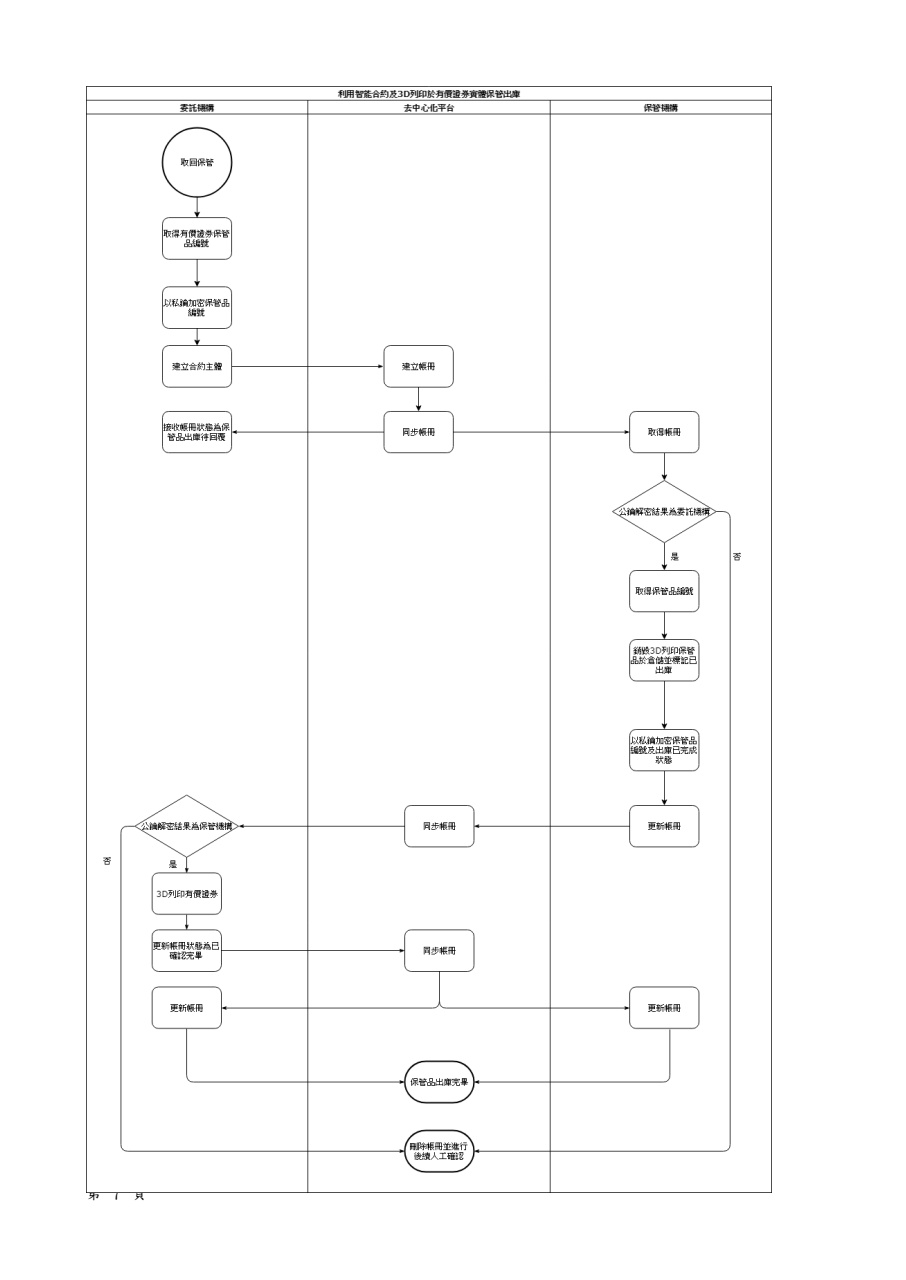 利用智能合約及3D列印於有價證券實體保管出庫
委託機構
去中心化平台
保管機構
取回保管
取得有價證券保管
品編號
以私鑰加密保管品
編號
建立合約主體
建立帳冊
接收帳冊狀態為保
管品出庫待回覆
同步帳冊
取得帳冊
公鑰解密結果為委託機構
是
否
取得保管品編號
銷毀3D列印保管
品於倉儲並標記已
出庫
以私鑰加密保管品
編號及出庫已完成
狀態
公鑰解密結果為保管機構
同步帳冊
更新帳冊
否
是
3D列印有價證券
更新帳冊狀態為已
確認完畢
同步帳冊
更新帳冊
更新帳冊
保管品出庫完畢
刪除帳冊並進行
後續人工確認